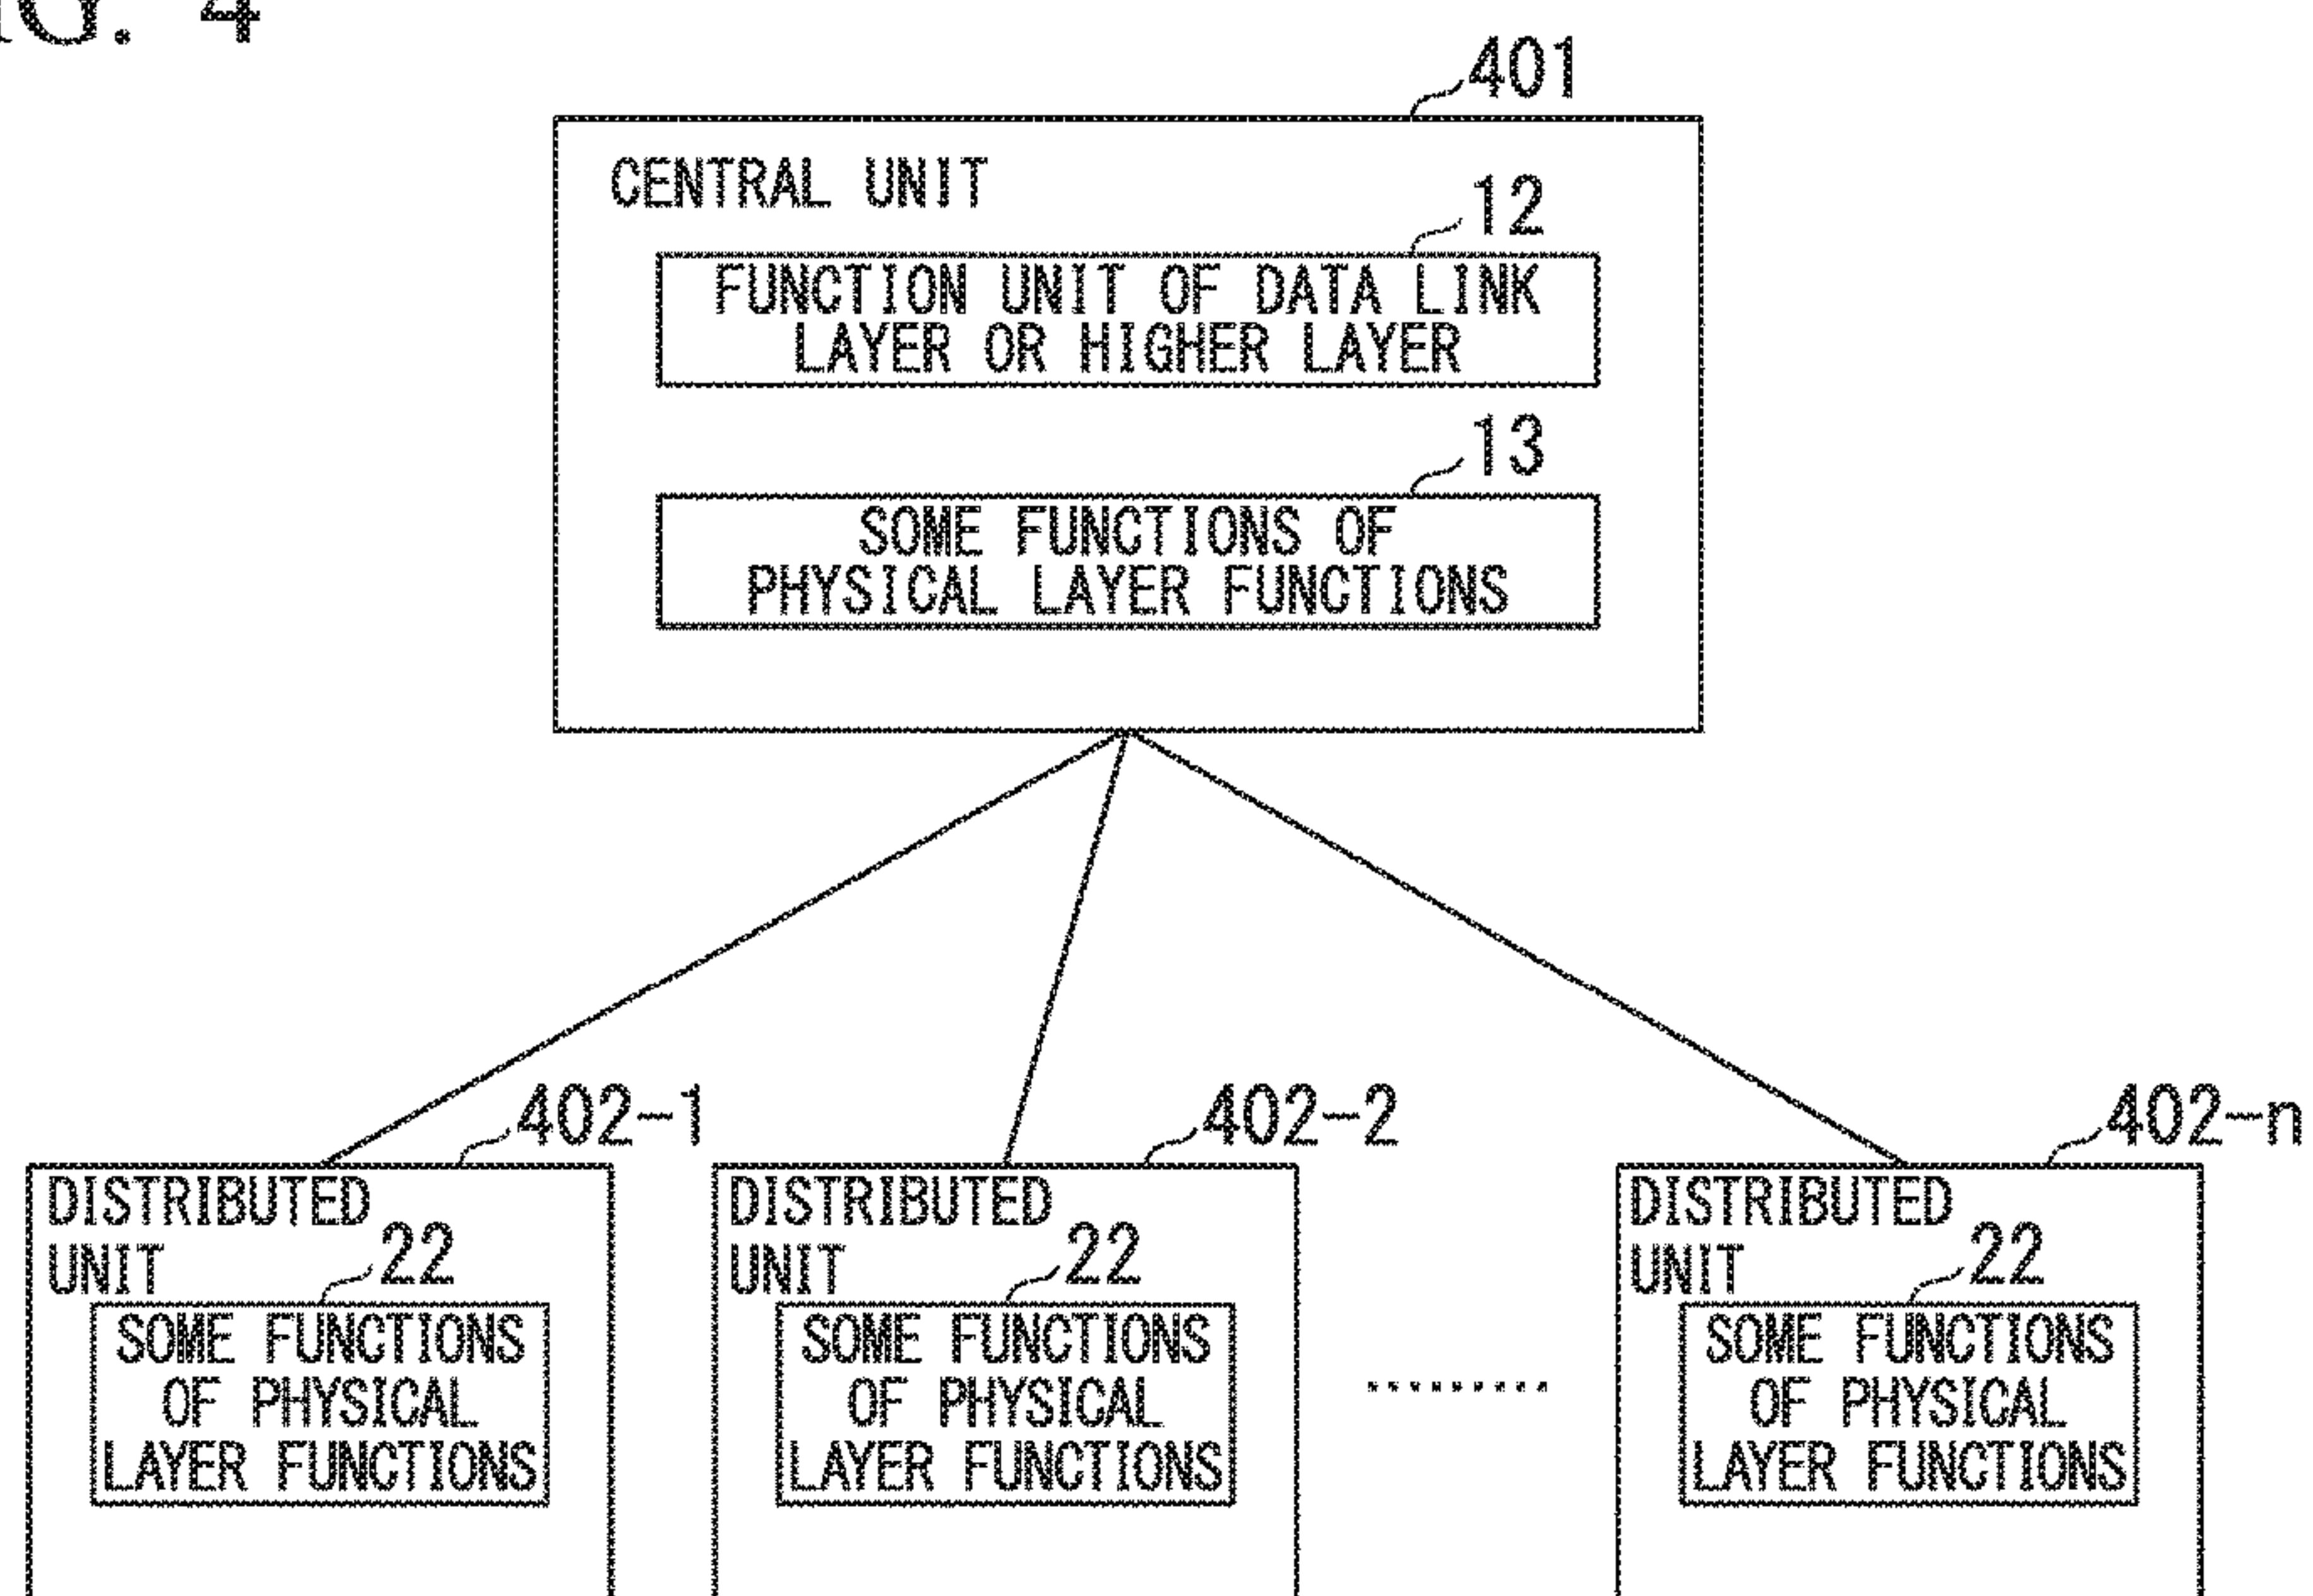 FIG. 4
401
CENTRAL UNIT
12
FUNCTION UNIT OF DATA LINK
LAYER OR HIGHER LAYER
13
SOME FUNCTIONS OF
PHYSICAL LAYER FUNCTIONS
402-1
DISTRIBUTED
UNIT
22
SOME FUNCTIONS
OF PHYSICAL
LAYER FUNCTIONS
402-2
DISTRIBUTED
UNIT
22
SOME FUNCTIONS
OF PHYSICAL
LAYER FUNCTIONS
402-n
DISTRIBUTED
UNIT
22
SOME FUNCTIONS
OF PHYSICAL
LAYER FUNCTIONS